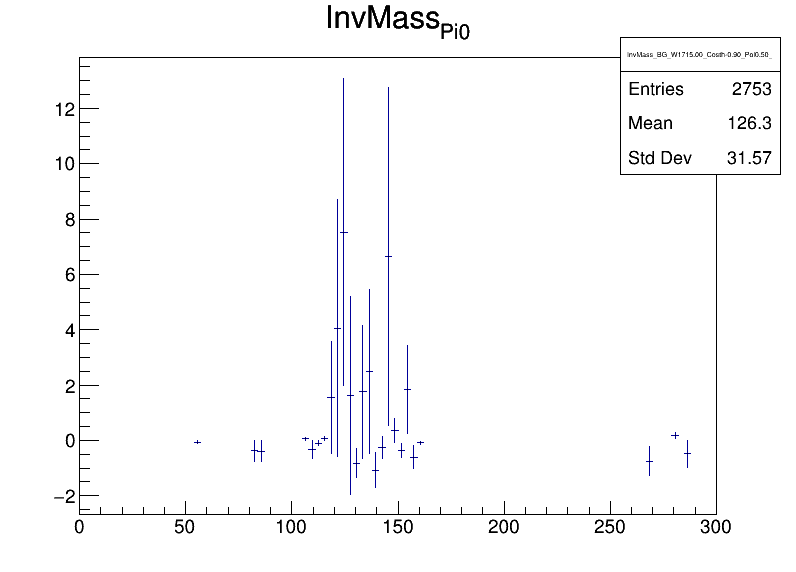 InvMass_Pi0
InvMass_BG_W1715.00_Costh-0.90_Pol0.50_
Entries 2753
Mean 126.3
Std Dev 31.57
12
10
8
6
4
2
0
−2
0 50 100 150 200 250 300